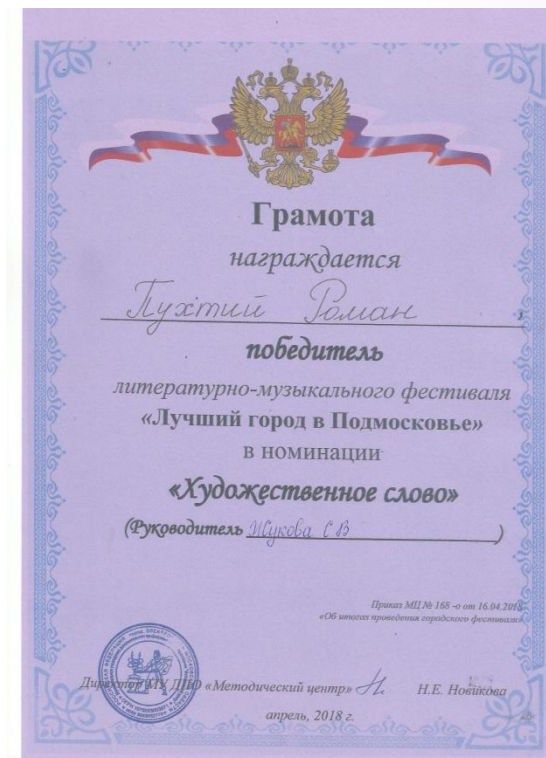 Грамота
награждается
Пухтий Роман,
победитель
литературно-музыкального фестиваля
«Лучший город в Подмосковье»
в номинации
«Художественное слово»
(Руководитель Жукова С В)
Приказ МЦ № 168 -о от 16.04.2018
«Об итогах проведения городского фестиваля»
Директор МУ ДПО «Методический центр» Н.Е. Новикова
апрель, 2018 г.